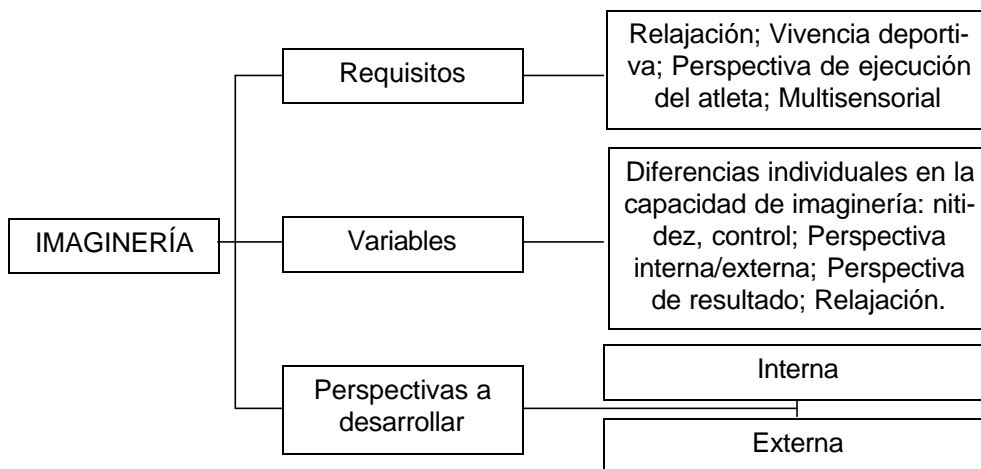 IMAGINERÍA
Requisitos
Relajación; Vivencia deporti-
va; Perspectiva de ejecución
del atleta; Multisensorial
Variables
Diferencias individuales en la
capacidad de imaginería: niti-
dez, control; Perspectiva
interna/externa; Perspectiva
de resultado; Relajación.
Perspectivas a
desarrollar
Interna
Externa